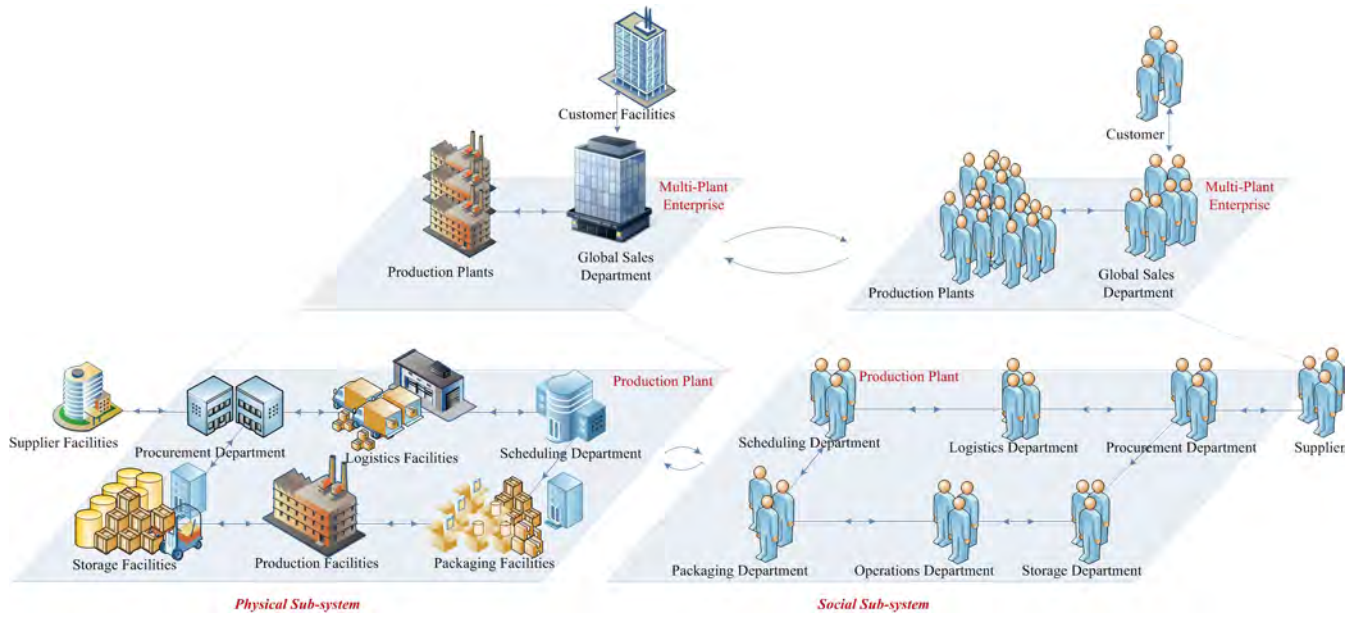 Customer Facilities
Customer
Multi-Plant
Enterprise
Multi-Plant
Enterprise
Production Plants
Global Sales
Department
Production Plants
Global Sales
Department
Production Plant
Production Plant
Supplier Facilities
Procurement Department
Logistics Facilities
Scheduling Department
Scheduling Department
Logistics Department
Procurement Department
Supplier
Storage Facilities
Production Facilities
Packaging Facilities
Packaging Department
Operations Department
Storage Department
Physical Sub-system
Social Sub-system